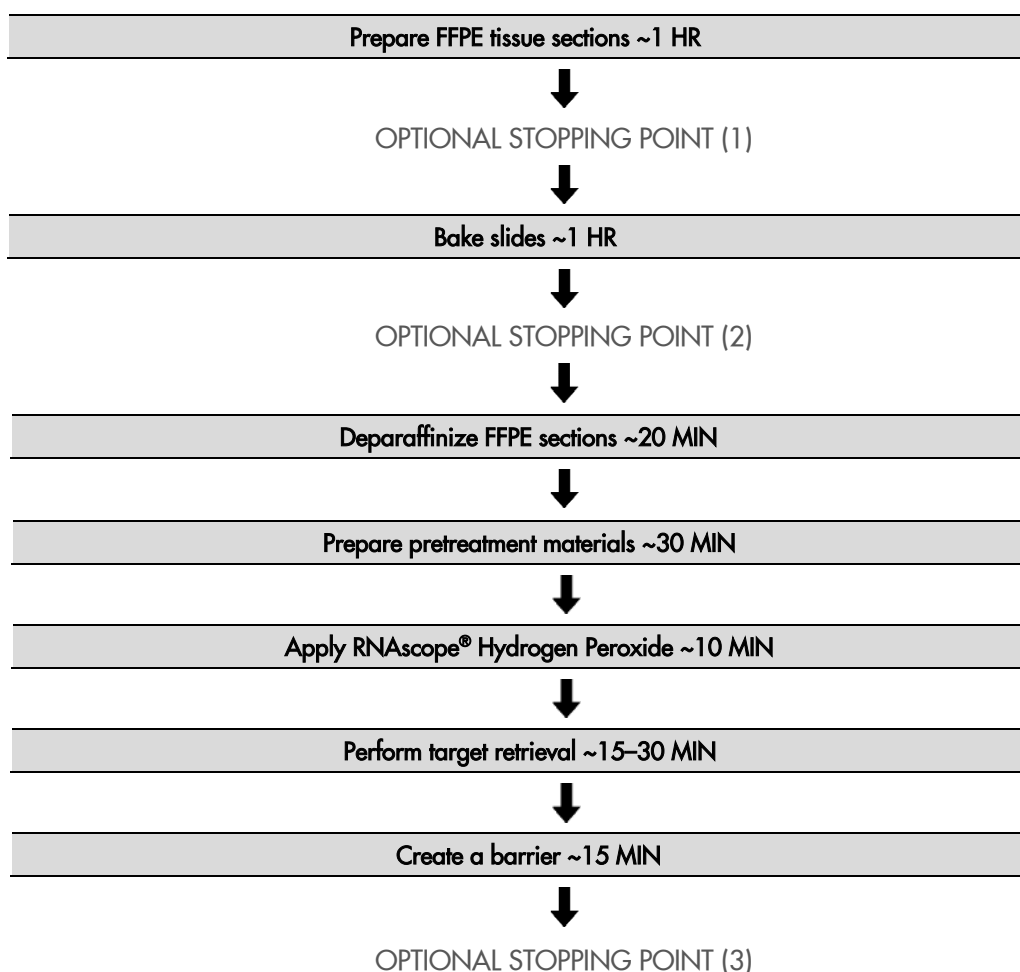 Prepare FFPE tissue sections ~1 HR
OPTIONAL STOPPING POINT (1)
Bake slides ~1 HR
OPTIONAL STOPPING POINT (2)
Deparaffinize FFPE sections ~20 MIN
Prepare pretreatment materials ~30 MIN
Apply RNAscope® Hydrogen Peroxide ~10 MIN
Perform target retrieval ~15–30 MIN
Create a barrier ~15 MIN
OPTIONAL STOPPING POINT (3)